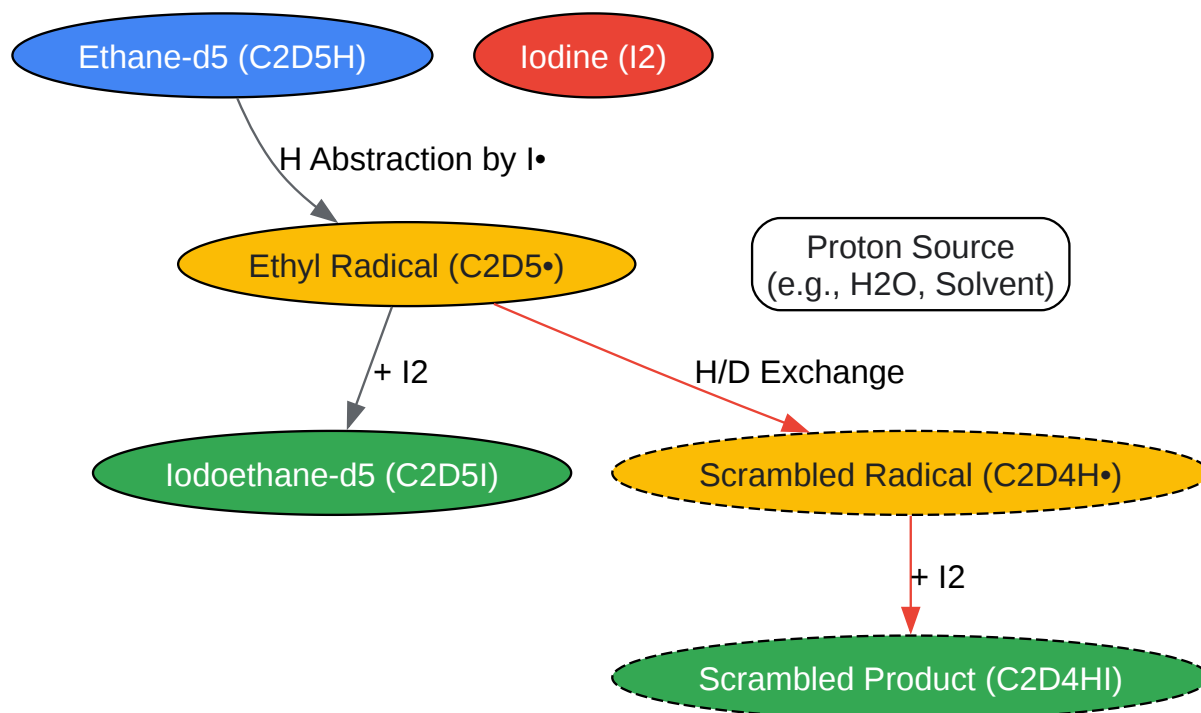 Ethane-d5 (C2D5H)
Iodine (I2)
H Abstraction by I•
Ethyl Radical (C2D5•)
Proton Source
(e.g., H2O, Solvent)
+ I2
H/D Exchange
Iodoethane-d5 (C2D5I)
Scrambled Radical (C2D4H•)
+ I2
Scrambled Product (C2D4HI)